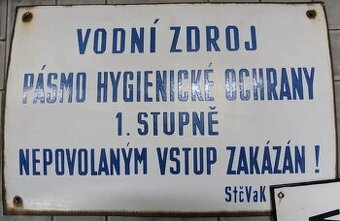 VODNÍ ZDROJ
PÁSMO HYGIENICKÉ OCHRANY
1. STUPNĚ
NEPOVOLANÝM VSTUP ZAKÁZÁN !
StčVaK